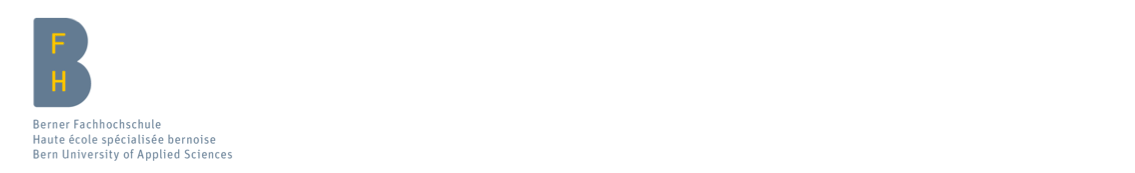 F
H
Berner Fachhochschule
Haute école spécialisée bernoise
Bern University of Applied Sciences